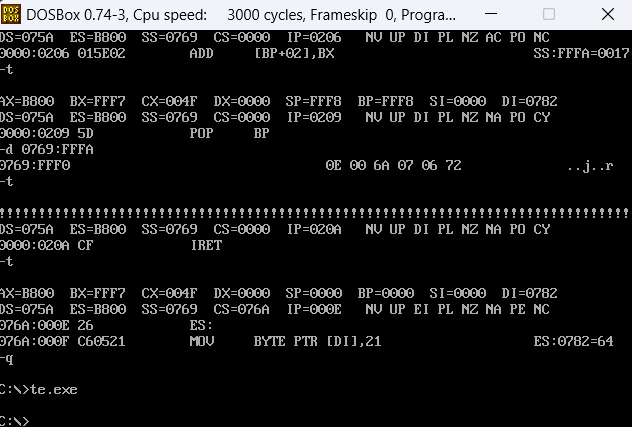 DOSBox 0.74-3, Cpu speed:    3000 cycles, Frameskip  0, Progra...
DS=075A  ES=B800  SS=0769  CS=0000  IP=0206   NV UP DI PL NZ AC PO NC
0000:0206 015E02        ADD     [BP+02],BX                         SS:FFFA=0017
-t
AX=B800  BX=FFF7  CX=004F  DX=0000  SP=FFF8  BP=FFF8  SI=0000  DI=0782
DS=075A  ES=B800  SS=0769  CS=0000  IP=0209   NV UP DI PL NZ NA PO CY
0000:0209 5D            POP     BP
-d 0769:FFFA
0769:FFF0                                0E 00 6A 07 06 72             ..j..r
-t
!!!!!!!!!!!!!!!!!!!!!!!!!!!!!!!!!!!!!!!!!!!!!!!!!!!!!!!!!!!!!!!!!!!!!!!!!!!!!!!
DS=075A  ES=B800  SS=0769  CS=0000  IP=020A   NV UP DI PL NZ NA PO CY
0000:020A CF            IRET
-t
AX=B800  BX=FFF7  CX=004F  DX=0000  SP=0000  BP=0000  SI=0000  DI=0782
DS=075A  ES=B800  SS=0769  CS=076A  IP=000E   NV UP EI PL NZ NA PE NC
076A:000E 26            ES:
076A:000F C60521        MOV     BYTE PTR [DI],21                   ES:0782=64
-q
C:\>te.exe
C:\>